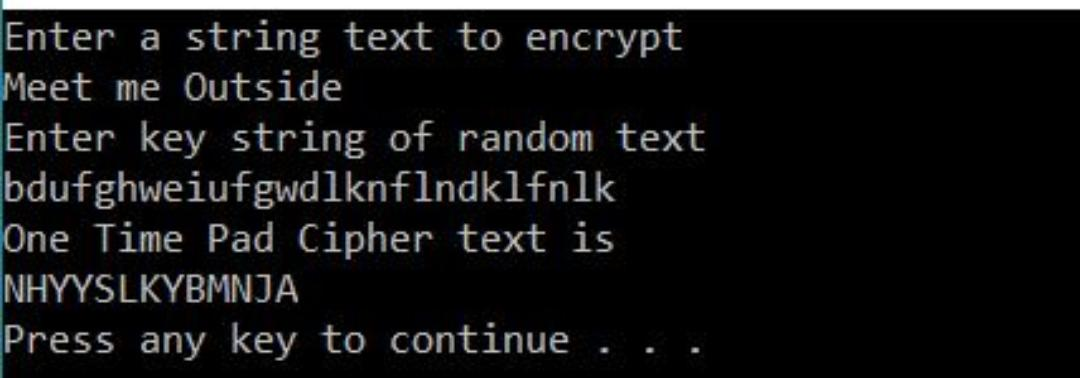 Enter a string text to encrypt
Meet me Outside
Enter key string of random text
bdufghweiufgwdlknflndklfnlk
One Time Pad Cipher text is
NHYYSLKYBMNJA
Press any key to continue . . .